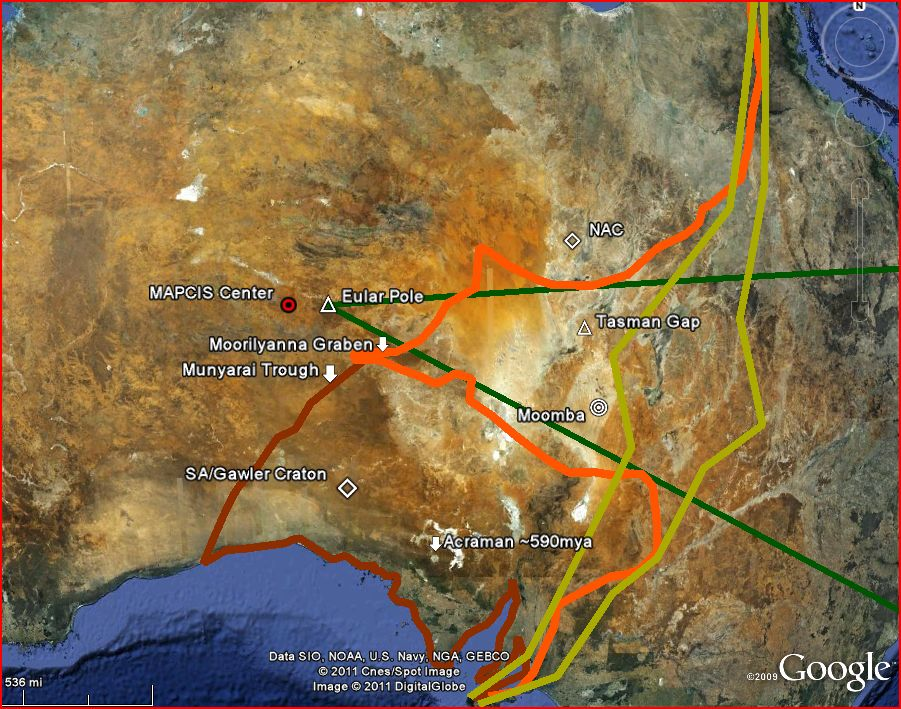 N
NAC
MAPCIS Center
Eular Pole
Tasman Gap
Moorilyanna Graben
Munyarai Trough
Moomba
SA/Gawler Craton
Acraman ~590mya
Data SIO, NOAA, U.S. Navy, NGA, GEBCO
© 2011 Cnes/Spot Image
Image © 2011 DigitalGlobe
536 mi
©2009 Google